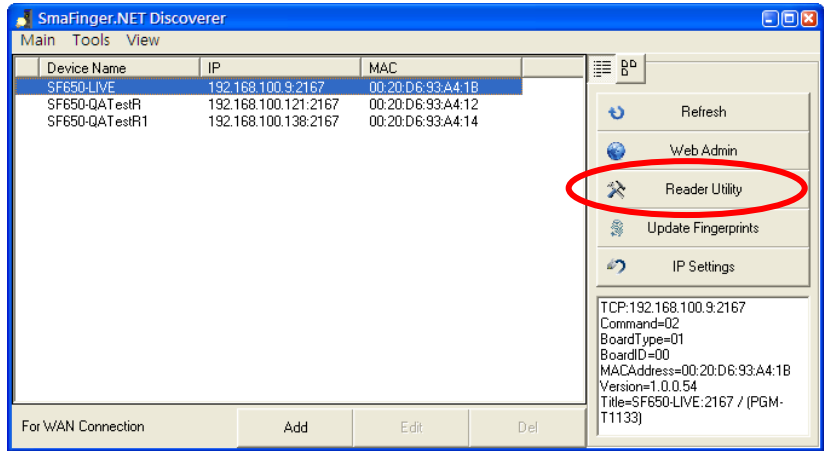 SmaFinger.NET Discoverer
Main Tools View
Device Name IP MAC
SF650-LIVE 192.168.100.9:2167 00:20:D6:93:A4:1B
SF650-QATestR 192.168.100.121:2167 00:20:D6:93:A4:12
SF650-QATestR1 192.168.100.138:2167 00:20:D6:93:A4:14
Refresh
Web Admin
Reader Utility
Update Fingerprints
IP Settings
TCP:192.168.100.9:2167
Command=02
BoardType=01
BoardID=00
MACAddress=00:20:D6:93:A4:1B
Version=1.0.0.54
Title=SF650-LIVE:2167 / (PGM-
T1133)
For WAN Connection Add Edit Del